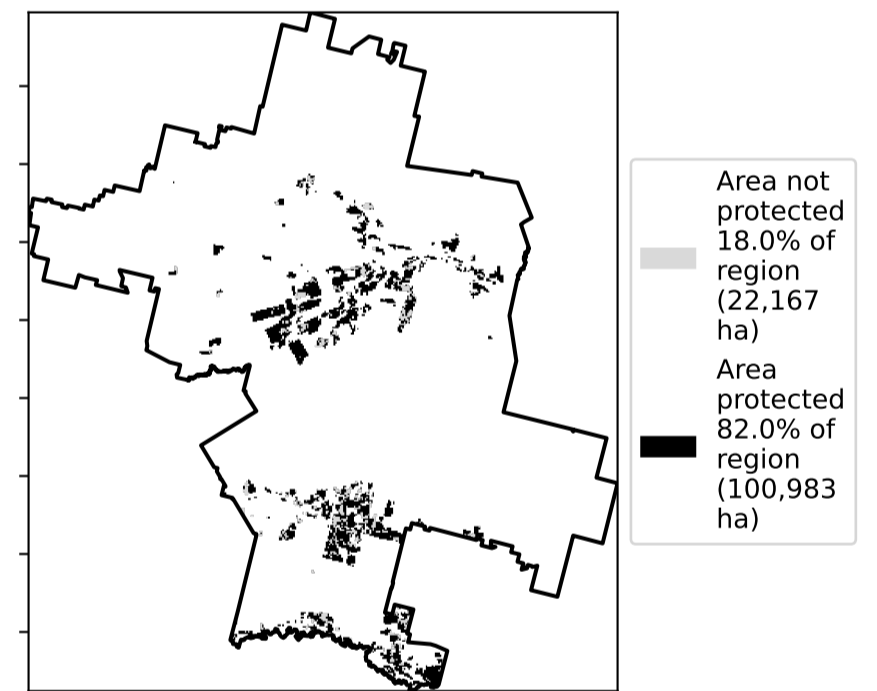 Area not
protected
18.0% of
region
(22,167
ha)
Area
protected
82.0% of
region
(100,983
ha)